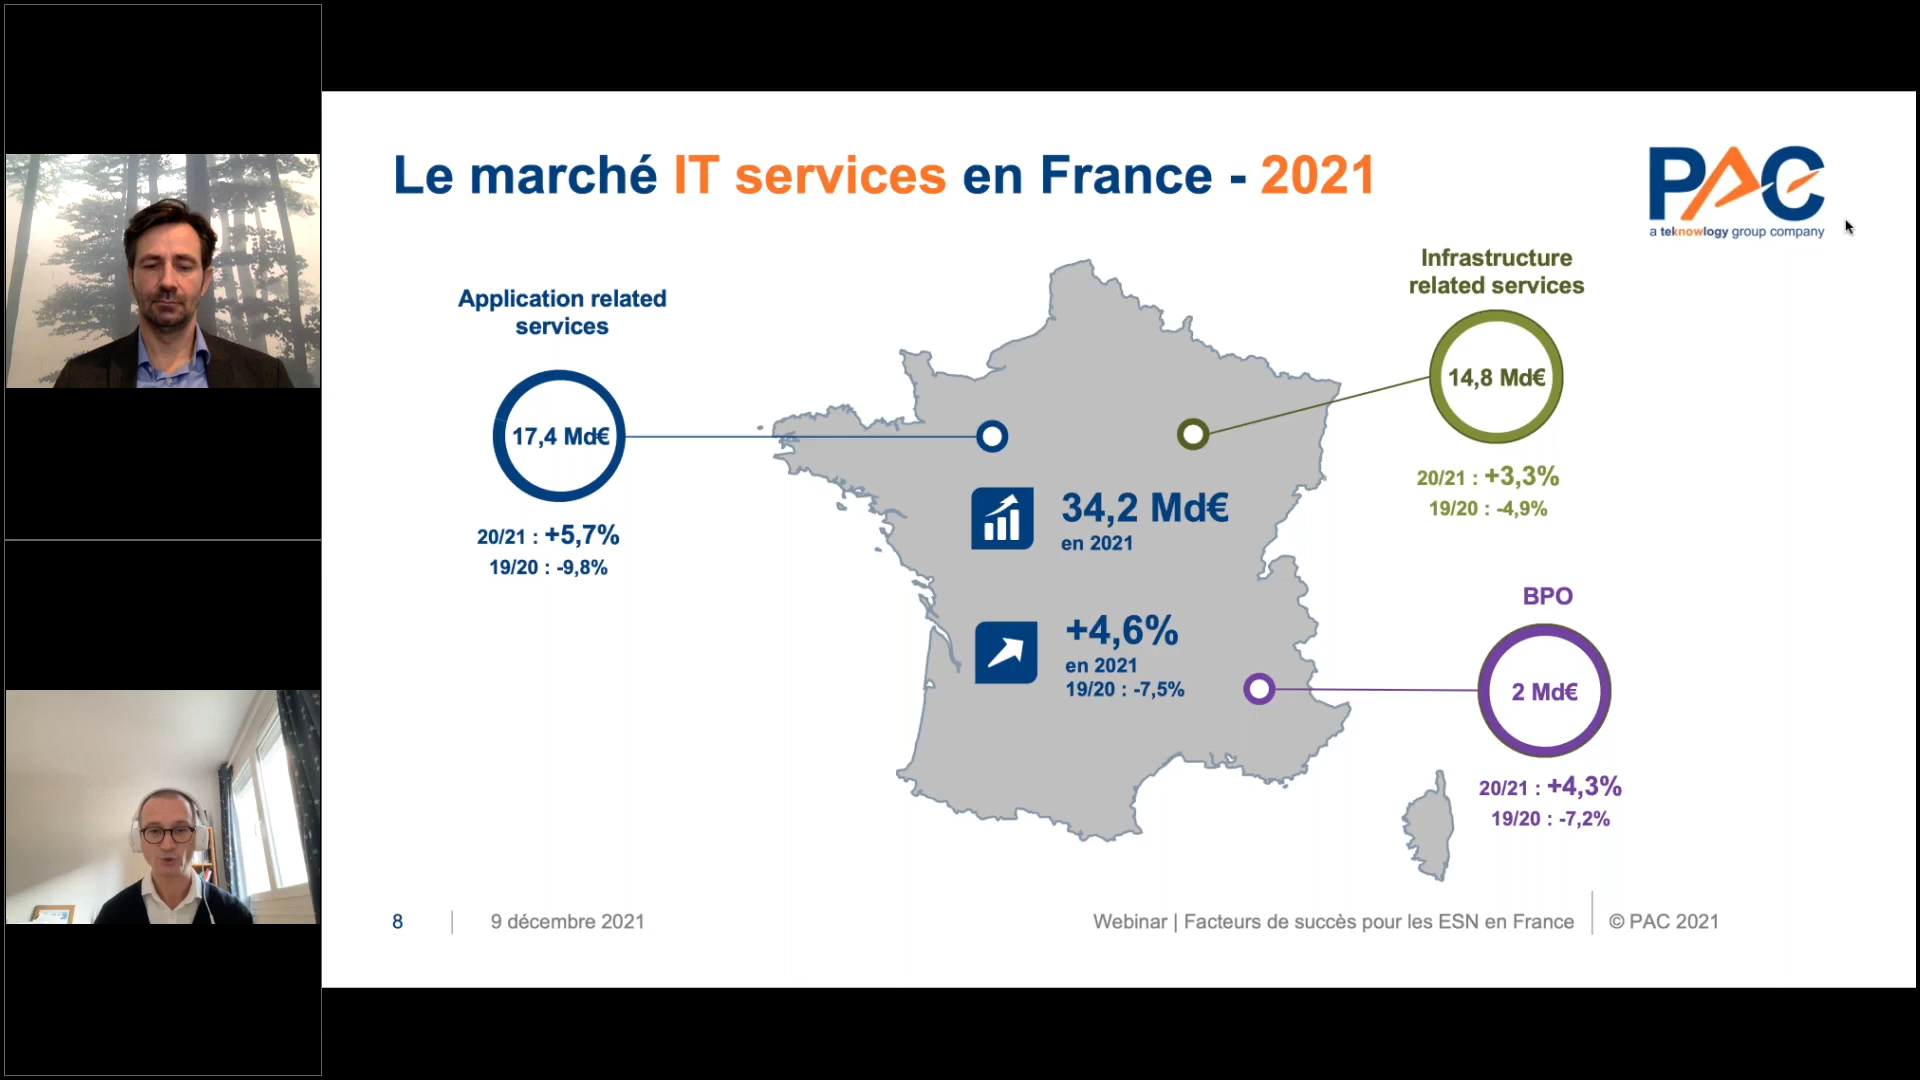 Le marché IT services en France - 2021
PAC
a teknowlogy group company
Application related
services
17,4 Md€
20/21 : +5,7%
19/20 : -9,8%
Infrastructure
related services
14,8 Md€
20/21 : +3,3%
19/20 : -4,9%
34,2 Md€
en 2021
+4,6%
en 2021
19/20 : -7,5%
BPO
2 Md€
20/21 : +4,3%
19/20 : -7,2%
8
9 décembre 2021
Webinar | Facteurs de succès pour les ESN en France
© PAC 2021